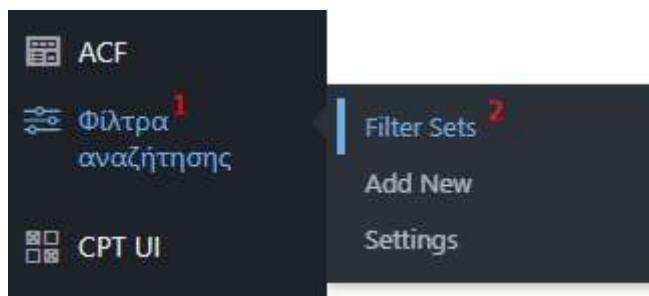 ACF
Φίλτρα 1
αναζήτησης
CPT UI
Filter Sets 2
Add New
Settings